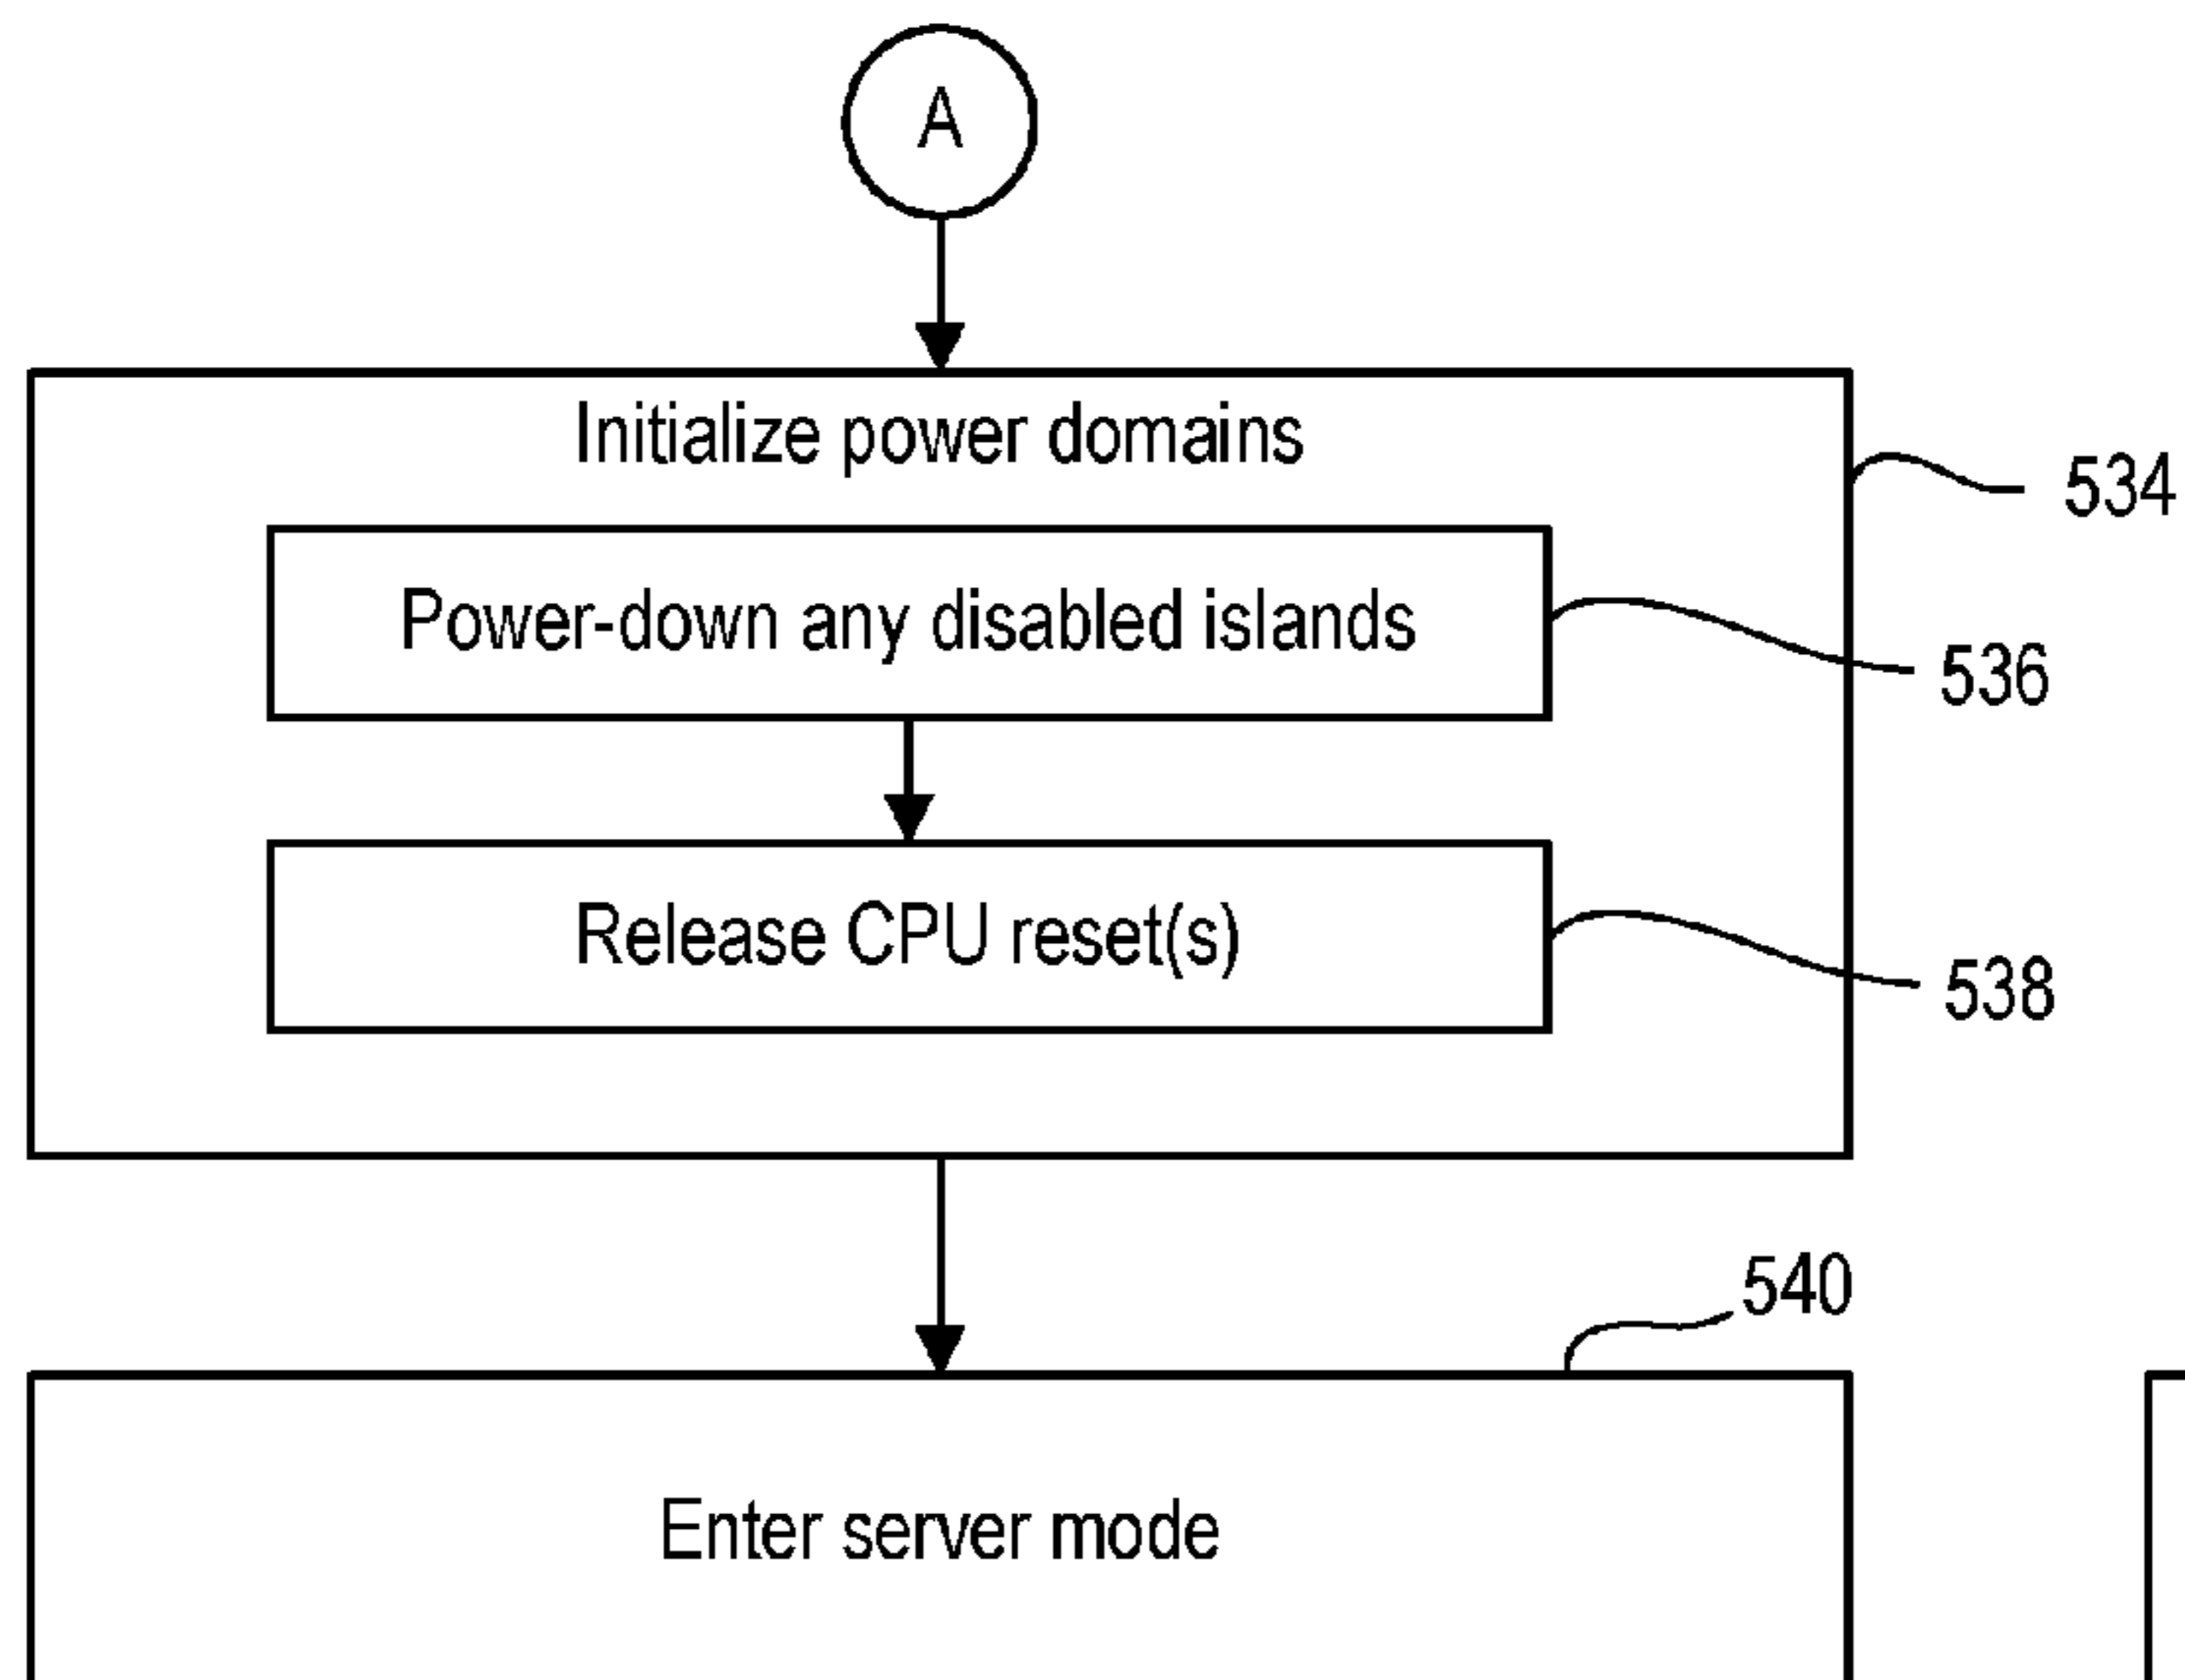 A
Initialize power domains
534
Power-down any disabled islands
536
Release CPU reset(s)
538
540
Enter server mode